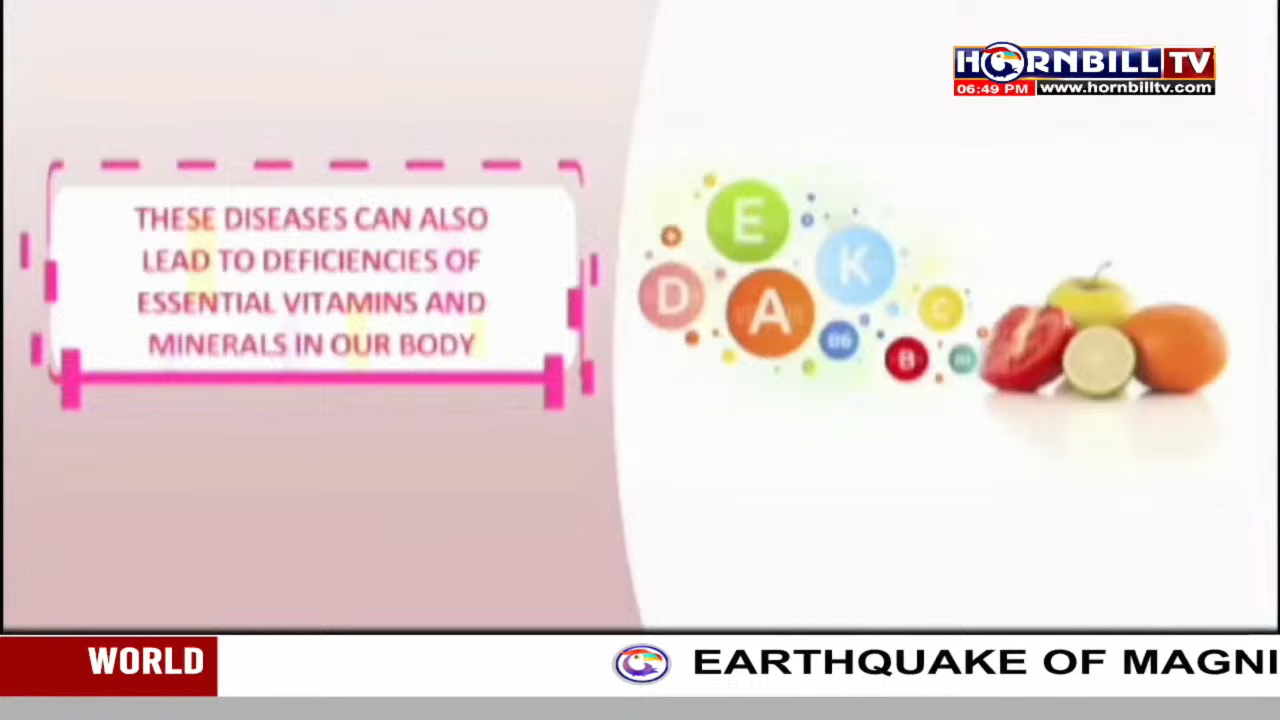 HORNBILL TV
06:49 PM www.hornbilltv.com
THESE DISEASES CAN ALSO
LEAD TO DEFICIENCIES OF
ESSENTIAL VITAMINS AND
MINERALS IN OUR BODY
E
K
D
A
C
B6
B
WORLD
EARTHQUAKE OF MAGNI